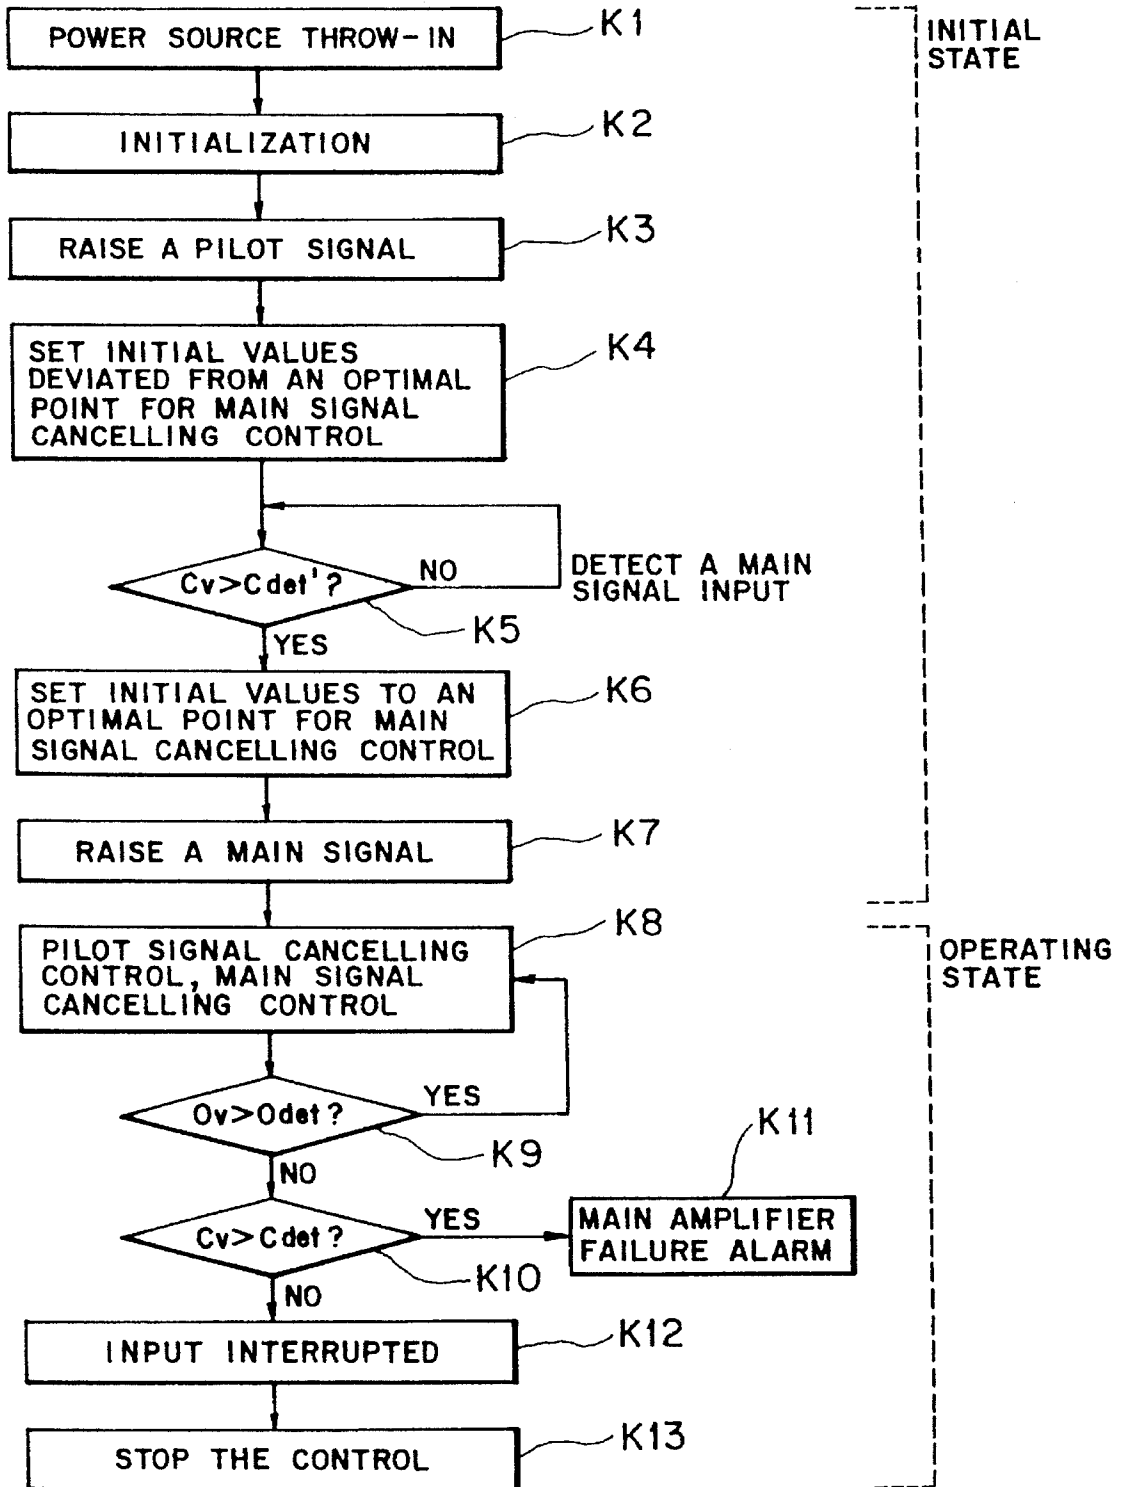 POWER SOURCE THROW-IN
K1
INITIAL
STATE
INITIALIZATION
K2
RAISE A PILOT SIGNAL
K3
SET INITIAL VALUES
DEVIATED FROM AN OPTIMAL
POINT FOR MAIN SIGNAL
CANCELLING CONTROL
K4
Cv>Cdet'?
NO
DETECT A MAIN
SIGNAL INPUT
K5
YES
SET INITIAL VALUES TO AN
OPTIMAL POINT FOR MAIN
SIGNAL CANCELLING CONTROL
K6
RAISE A MAIN SIGNAL
K7
PILOT SIGNAL CANCELLING
CONTROL, MAIN SIGNAL
CANCELLING CONTROL
K8
OPERATING
STATE
Ov>Odet?
YES
K9
NO
Cv>Cdet?
YES
K10
NO
MAIN AMPLIFIER
FAILURE ALARM
K11
INPUT INTERRUPTED
K12
STOP THE CONTROL
K13